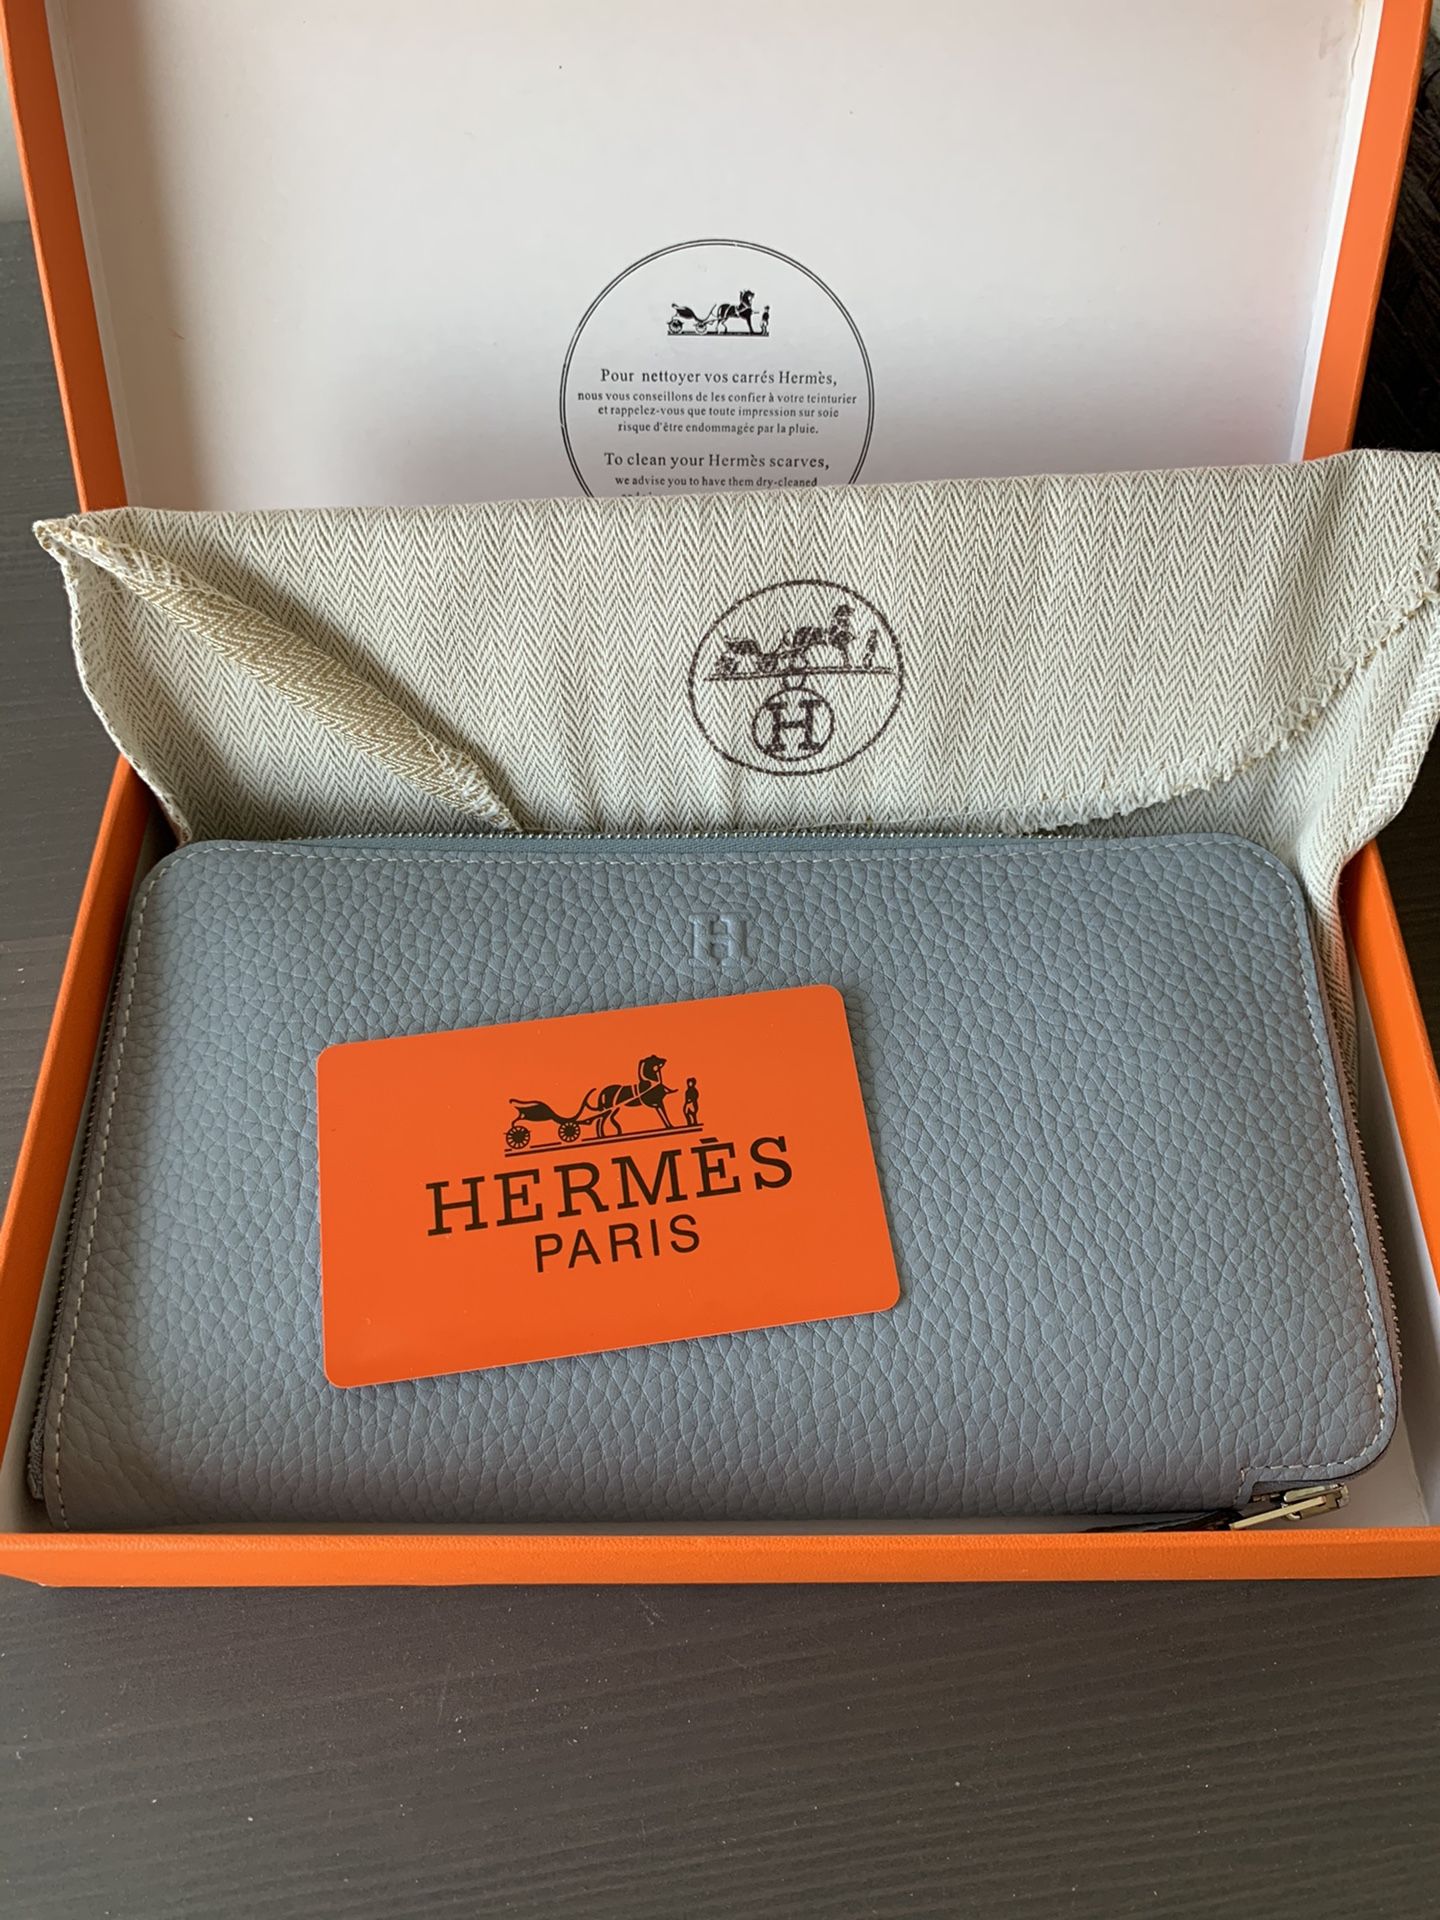 Pour nettoyer vos carrés Hermès,
nous vous conseillons de les confier à votre teinturier
et rappelez-vous que toute impression sur soie
risque d'être endommagée par la pluie.
To clean your Hermès scarves,
we advise you to have them dry-cleaned
H
H
HERMÈS
PARIS